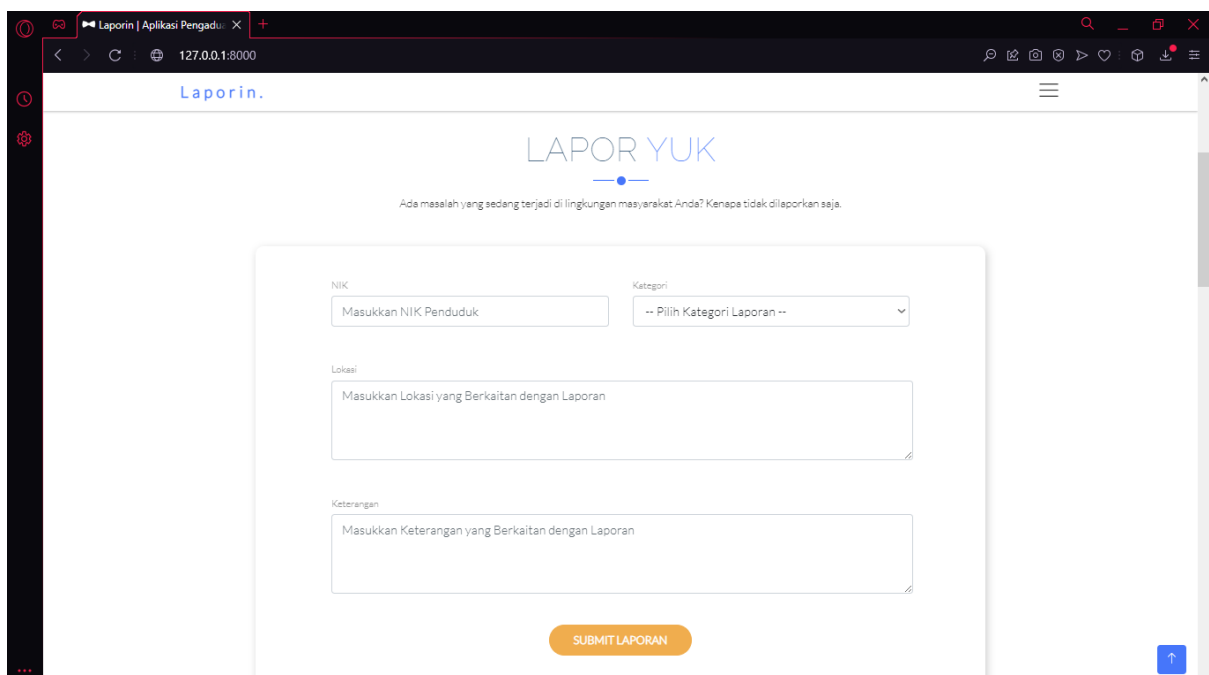 Laporin | Aplikasi Pengadua
127.0.0.1:8000
Laporin.
LAPOR YUK
Ada masalah yang sedang terjadi di lingkungan masyarakat Anda? Kenapa tidak dilaporkan saja.
NIK Kategori
Masukkan NIK Penduduk -- Pilih Kategori Laporan --
Lokasi
Masukkan Lokasi yang Berkaitan dengan Laporan
Keterangan
Masukkan Keterangan yang Berkaitan dengan Laporan
SUBMIT LAPORAN